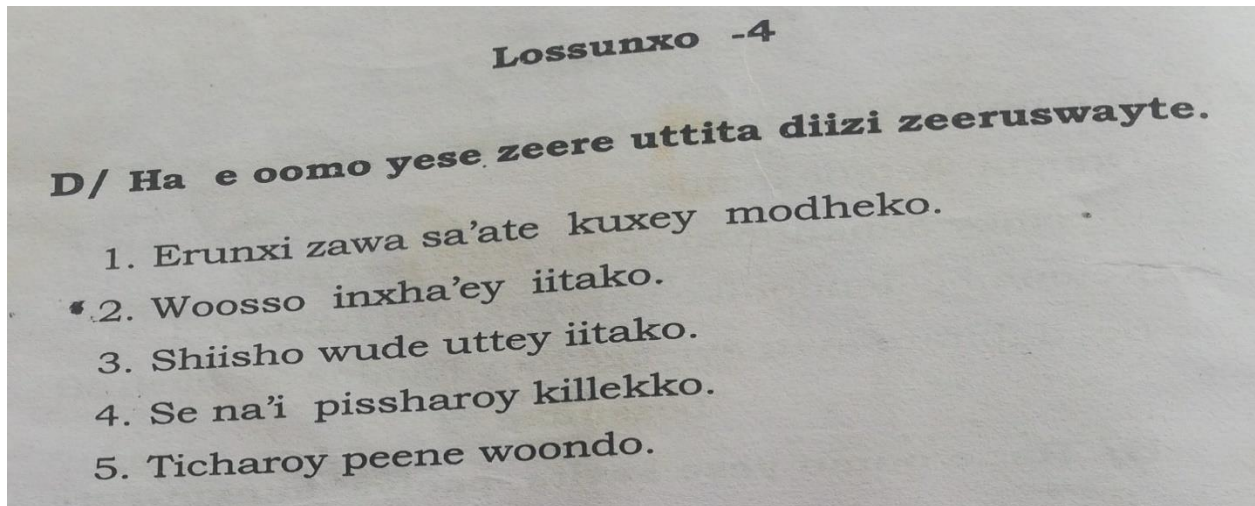 Lossunxo -4
D/ Ha e oomo yese zeere uttita diizi zeeruswayte.
1. Erunxi zawa sa'ate kuxey modheko.
2. Woosso inxha'ey iitako.
3. Shiisho wude uttey iitako.
4. Se na'i pissharoy killekko.
5. Ticharoy peene woondo.